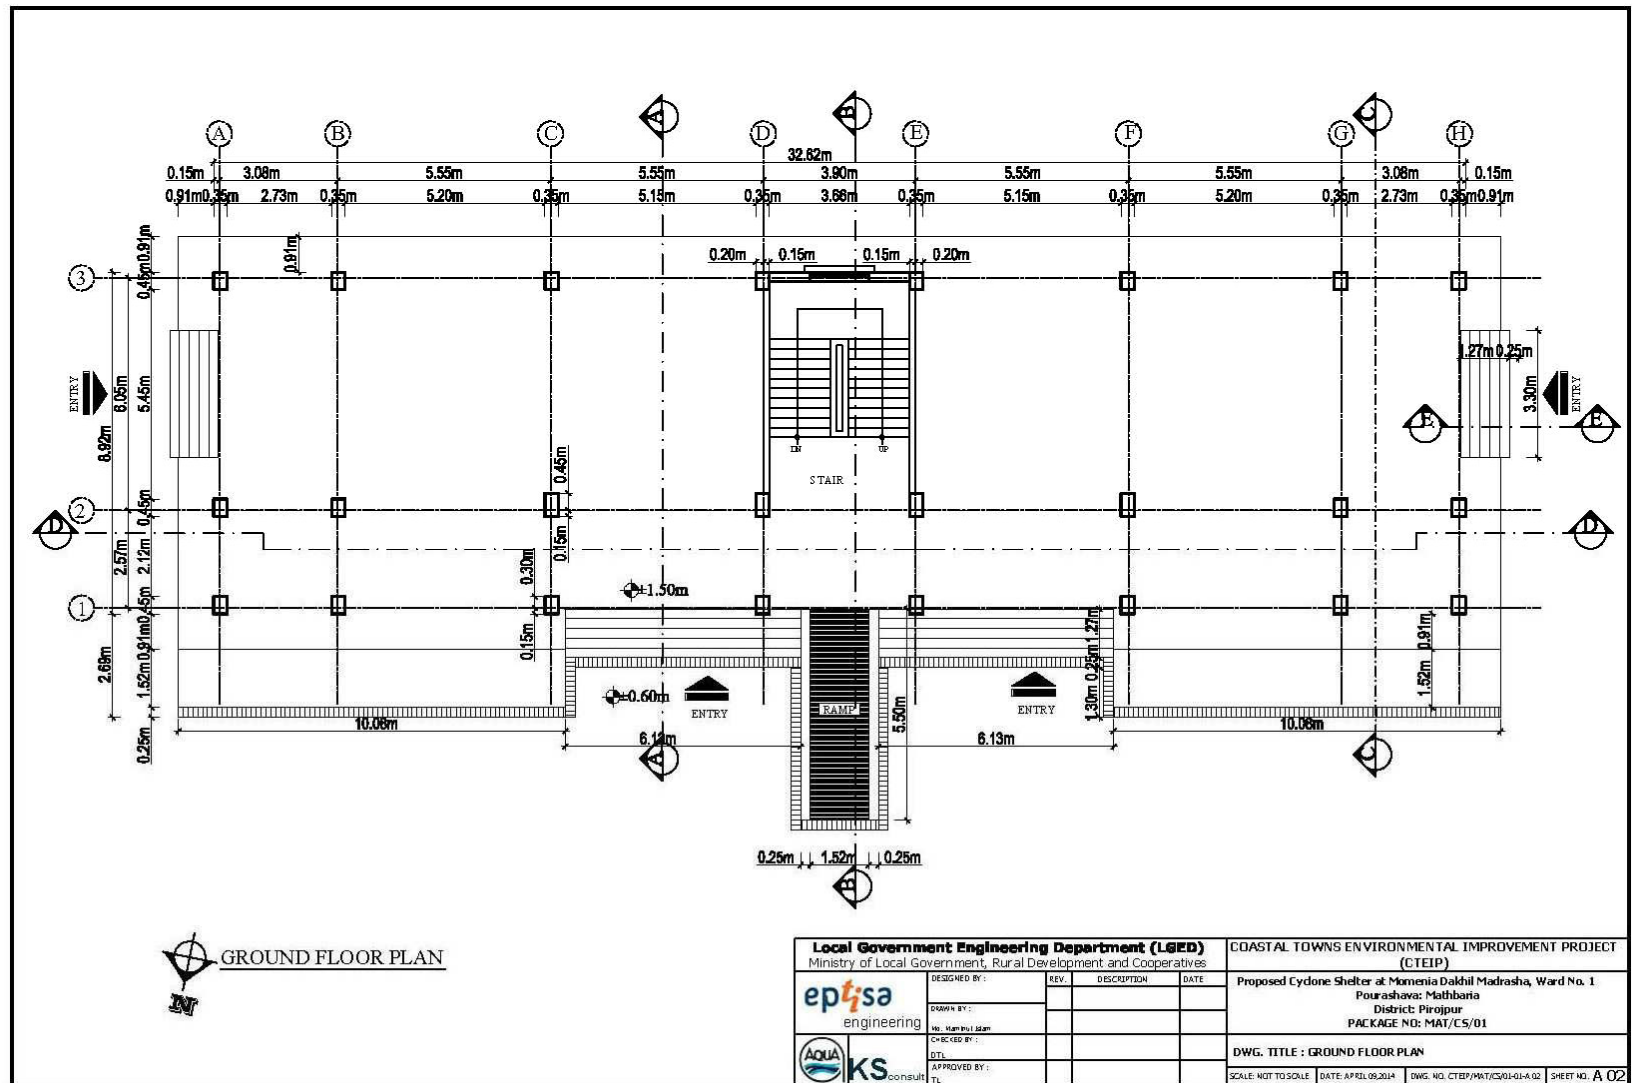 A B C A D B E F G C H
32.62m
0.15m 3.08m 5.55m 5.55m 3.90m 5.55m 5.55m 3.08m 0.15m
0.91m 0.35m 2.73m 0.35m 5.20m 0.35m 5.15m 0.35m 3.66m 0.35m 5.15m 0.35m 5.20m 0.35m 2.73m 0.35m 0.91m
0.91m
0.91m
0.20m 0.15m 0.15m 0.20m
3
0.45m
1.27m 0.25m
ENTRY
6.05m
5.45m
8.92m
3.30m
ENTRY
E E
DN UP
STAIR
0.45m
0.45m
2
D D
0.15m
2.57m
2.12m
0.30m
±1.50m
0.45m
1
0.15m
0.91m
1.27m
0.91m
2.69m
1.52m
0.25m
1.30m
1.52m
±0.60m
ENTRY
RAMP
ENTRY
5.50m
10.08m
10.08m
0.25m
6.13m
6.13m
A C
0.25m 1.52m 0.25m
B
GROUND FLOOR PLAN
N
Local Government Engineering Department (LGED)
Ministry of Local Government, Rural Development and Cooperatives
COASTAL TOWNS ENVIRONMENTAL IMPROVEMENT PROJECT
(CTEIP)
eptisa
engineering
DESIGNED BY :
REV. DESCRIPTION DATE
DRAWN BY :
Proposed Cyclone Shelter at Momenia Dakhil Madrasha, Ward No. 1
Pourashava: Mathbaria
District: Pirojpur
PACKAGE NO: MAT/CS/01
AQUA
KS consult
CHECKED BY :
DTL
APPROVED BY :
TL
DWG. TITLE : GROUND FLOOR PLAN
SCALE: NOT TO SCALE DATE: APRIL 09,2014 DWG. NO. CTEIP/MAT/CS/01-01-A 02 SHEET NO. A 02